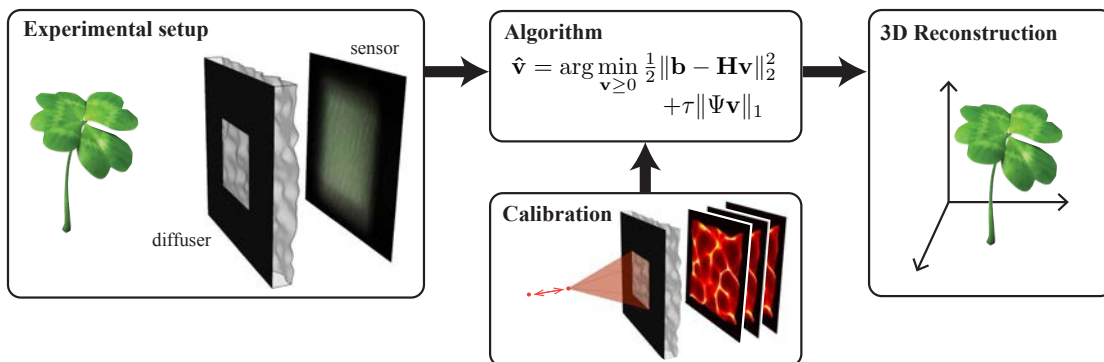 Experimental setup
sensor
diffuser
Algorithm
v̂ = arg min_{v≥0} ½‖b − Hv‖₂²
+τ‖Ψv‖₁
Calibration
3D Reconstruction